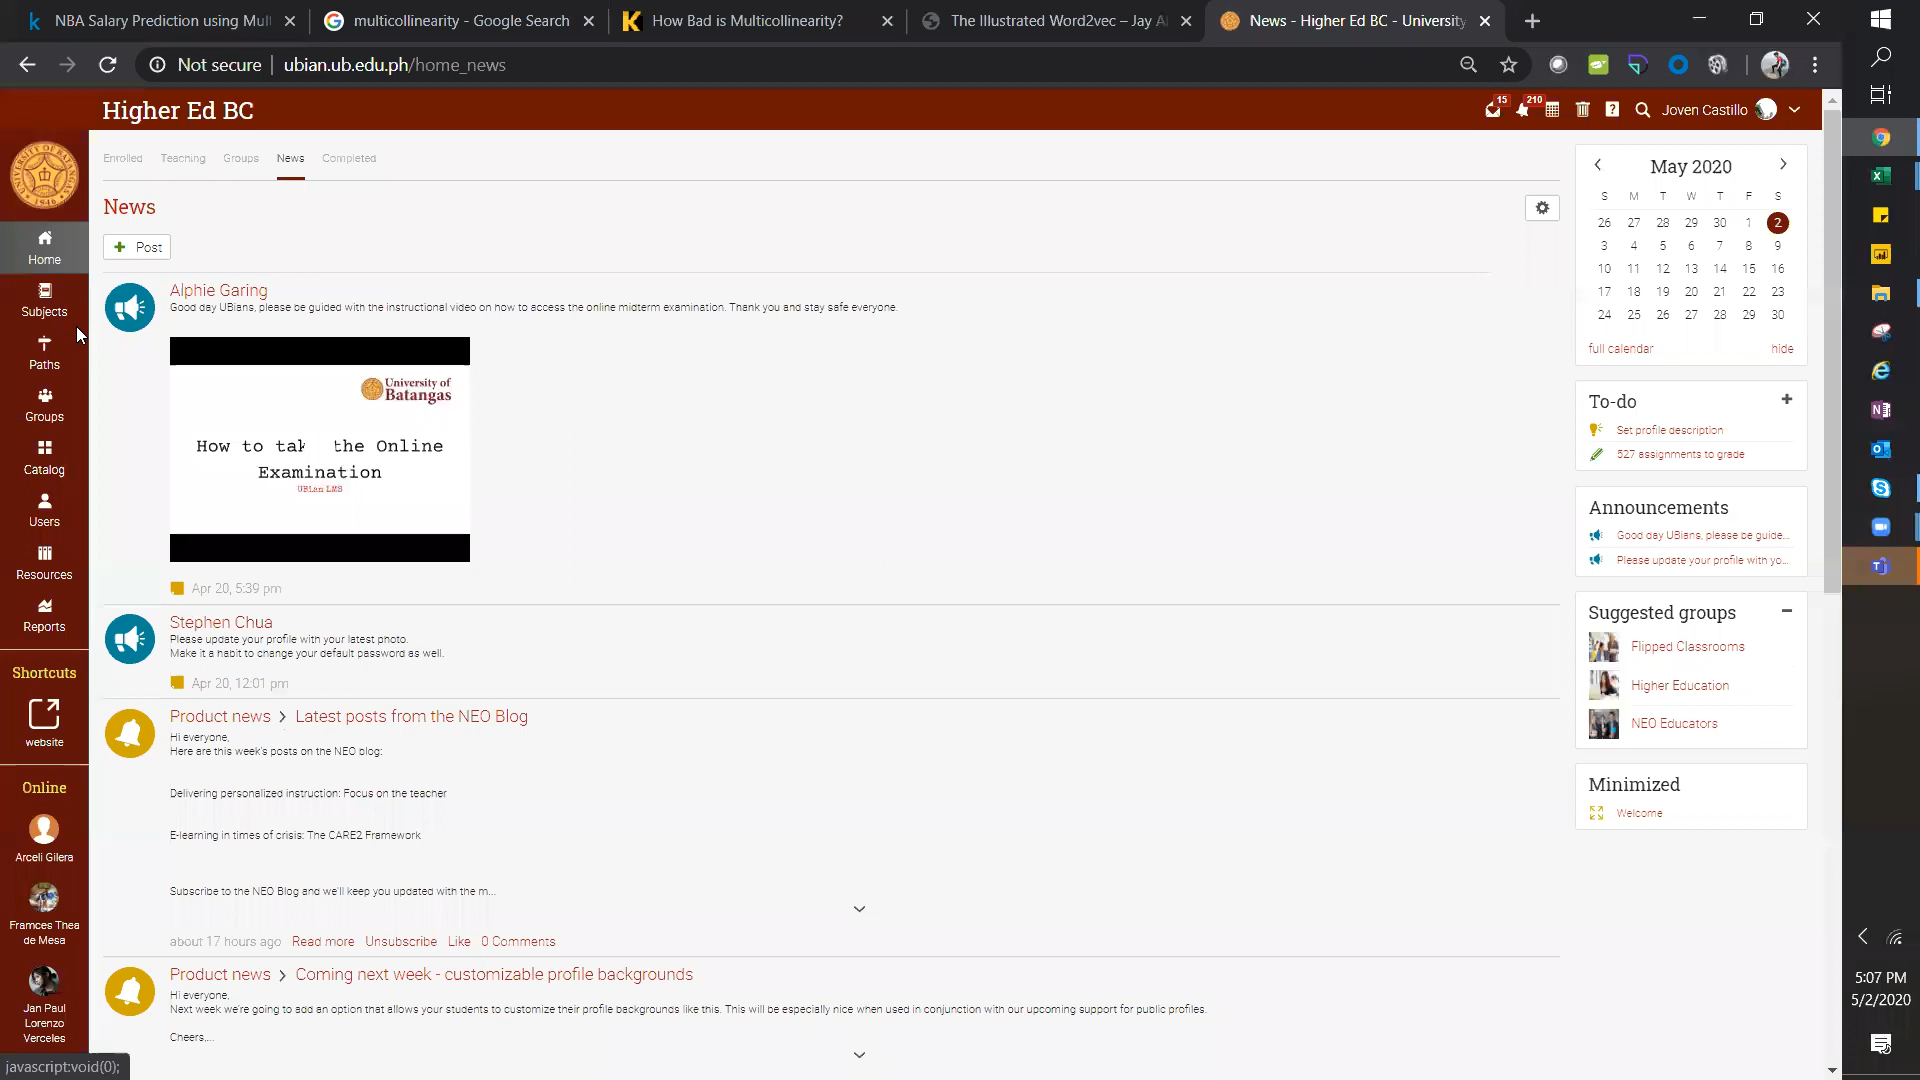 NBA Salary Prediction using Mul
multicollinearity - Google Search
How Bad is Multicollinearity?
The Illustrated Word2vec – Jay A
News - Higher Ed BC - University
Not secure
ubian.ub.edu.ph/home_news
Higher Ed BC
15
210
Joven Castillo
UNIVERSITY OF BATANGAS
1946
Home
Subjects
Paths
Groups
Catalog
Users
Resources
Reports
Shortcuts
website
Online
Arceli Gilera
Framces Thea
de Mesa
Jan Paul
Lorenzo
Verceles
javascript:void(0);
Enrolled Teaching Groups News Completed
News
Post
Alphie Garing
Good day UBians, please be guided with the instructional video on how to access the online midterm examination. Thank you and stay safe everyone.
University of
Batangas
How to tak the Online
Examination
UBian LMS
Apr 20, 5:39 pm
Stephen Chua
Please update your profile with your latest photo.
Make it a habit to change your default password as well.
Apr 20, 12:01 pm
Product news > Latest posts from the NEO Blog
Hi everyone,
Here are this week's posts on the NEO blog:
Delivering personalized instruction: Focus on the teacher
E-learning in times of crisis: The CARE2 Framework
Subscribe to the NEO Blog and we'll keep you updated with the m...
about 17 hours ago Read more Unsubscribe Like 0 Comments
Product news > Coming next week - customizable profile backgrounds
Hi everyone,
Next week we're going to add an option that allows your students to customize their profile backgrounds like this. This will be especially nice when used in conjunction with our upcoming support for public profiles.
Cheers,...
May 2020
S M T W T F S
26 27 28 29 30 1 2
3 4 5 6 7 8 9
10 11 12 13 14 15 16
17 18 19 20 21 22 23
24 25 26 27 28 29 30
full calendar hide
To-do
Set profile description
527 assignments to grade
Announcements
Good day UBians, please be guide...
Please update your profile with yo...
Suggested groups
Flipped Classrooms
Higher Education
NEO Educators
Minimized
Welcome
5:07 PM
5/2/2020